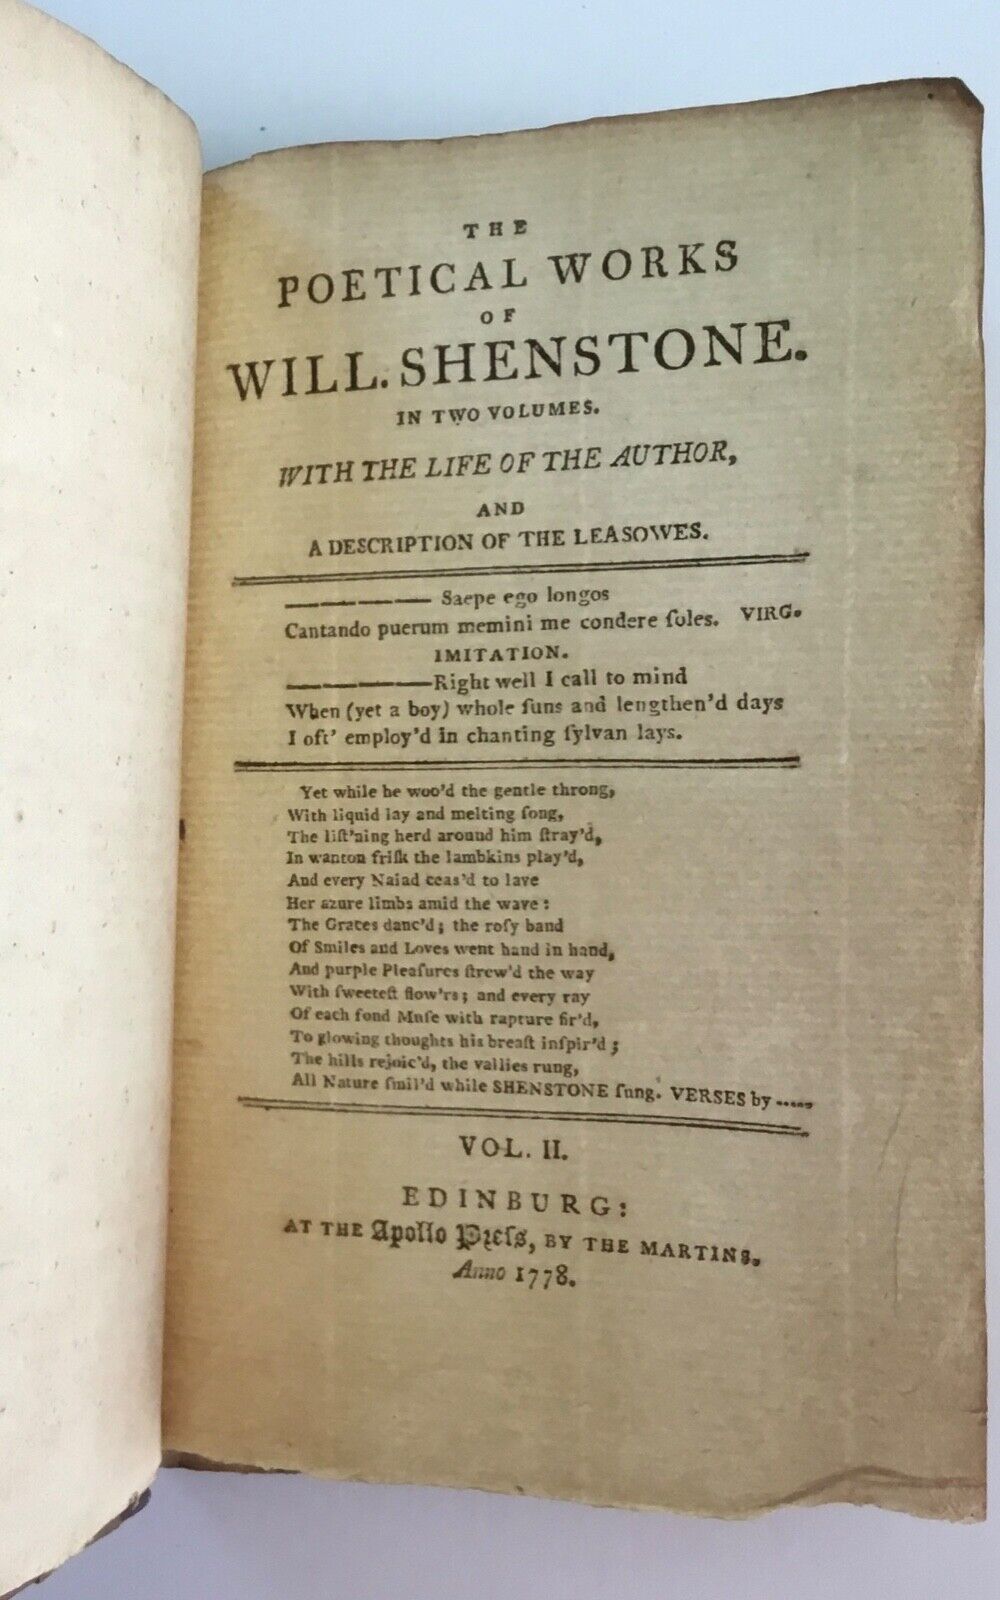 THE
POETICAL WORKS
OF
WILL. SHENSTONE.
IN TWO VOLUMES.
WITH THE LIFE OF THE AUTHOR,
AND
A DESCRIPTION OF THE LEASOWES.
———— Saepe ego longos
Cantando puerum memini me condere ſoles. VIRG.
IMITATION.
————Right well I call to mind
When (yet a boy) whole ſuns and lengthen'd days
I oft' employ'd in chanting ſylvan lays.
Yet while he woo'd the gentle throng,
With liquid lay and melting ſong,
The liſt'ning herd around him ſtray'd,
In wanton friſk the lambkins play'd,
And every Naiad ceas'd to lave
Her azure limbs amid the wave:
The Graces danc'd; the roſy band
Of Smiles and Loves went hand in hand,
And purple Pleaſures ſtrew'd the way
With ſweeteſt flow'rs; and every ray
Of each fond Muſe with rapture fir'd,
To glowing thoughts his breaſt inſpir'd;
The hills rejoic'd, the vallies rung,
All Nature ſmil'd while SHENSTONE ſung. VERSES by .....,
VOL. II.
EDINBURG:
AT THE Apollo Preſs, BY THE MARTINS.
Anno 1778.